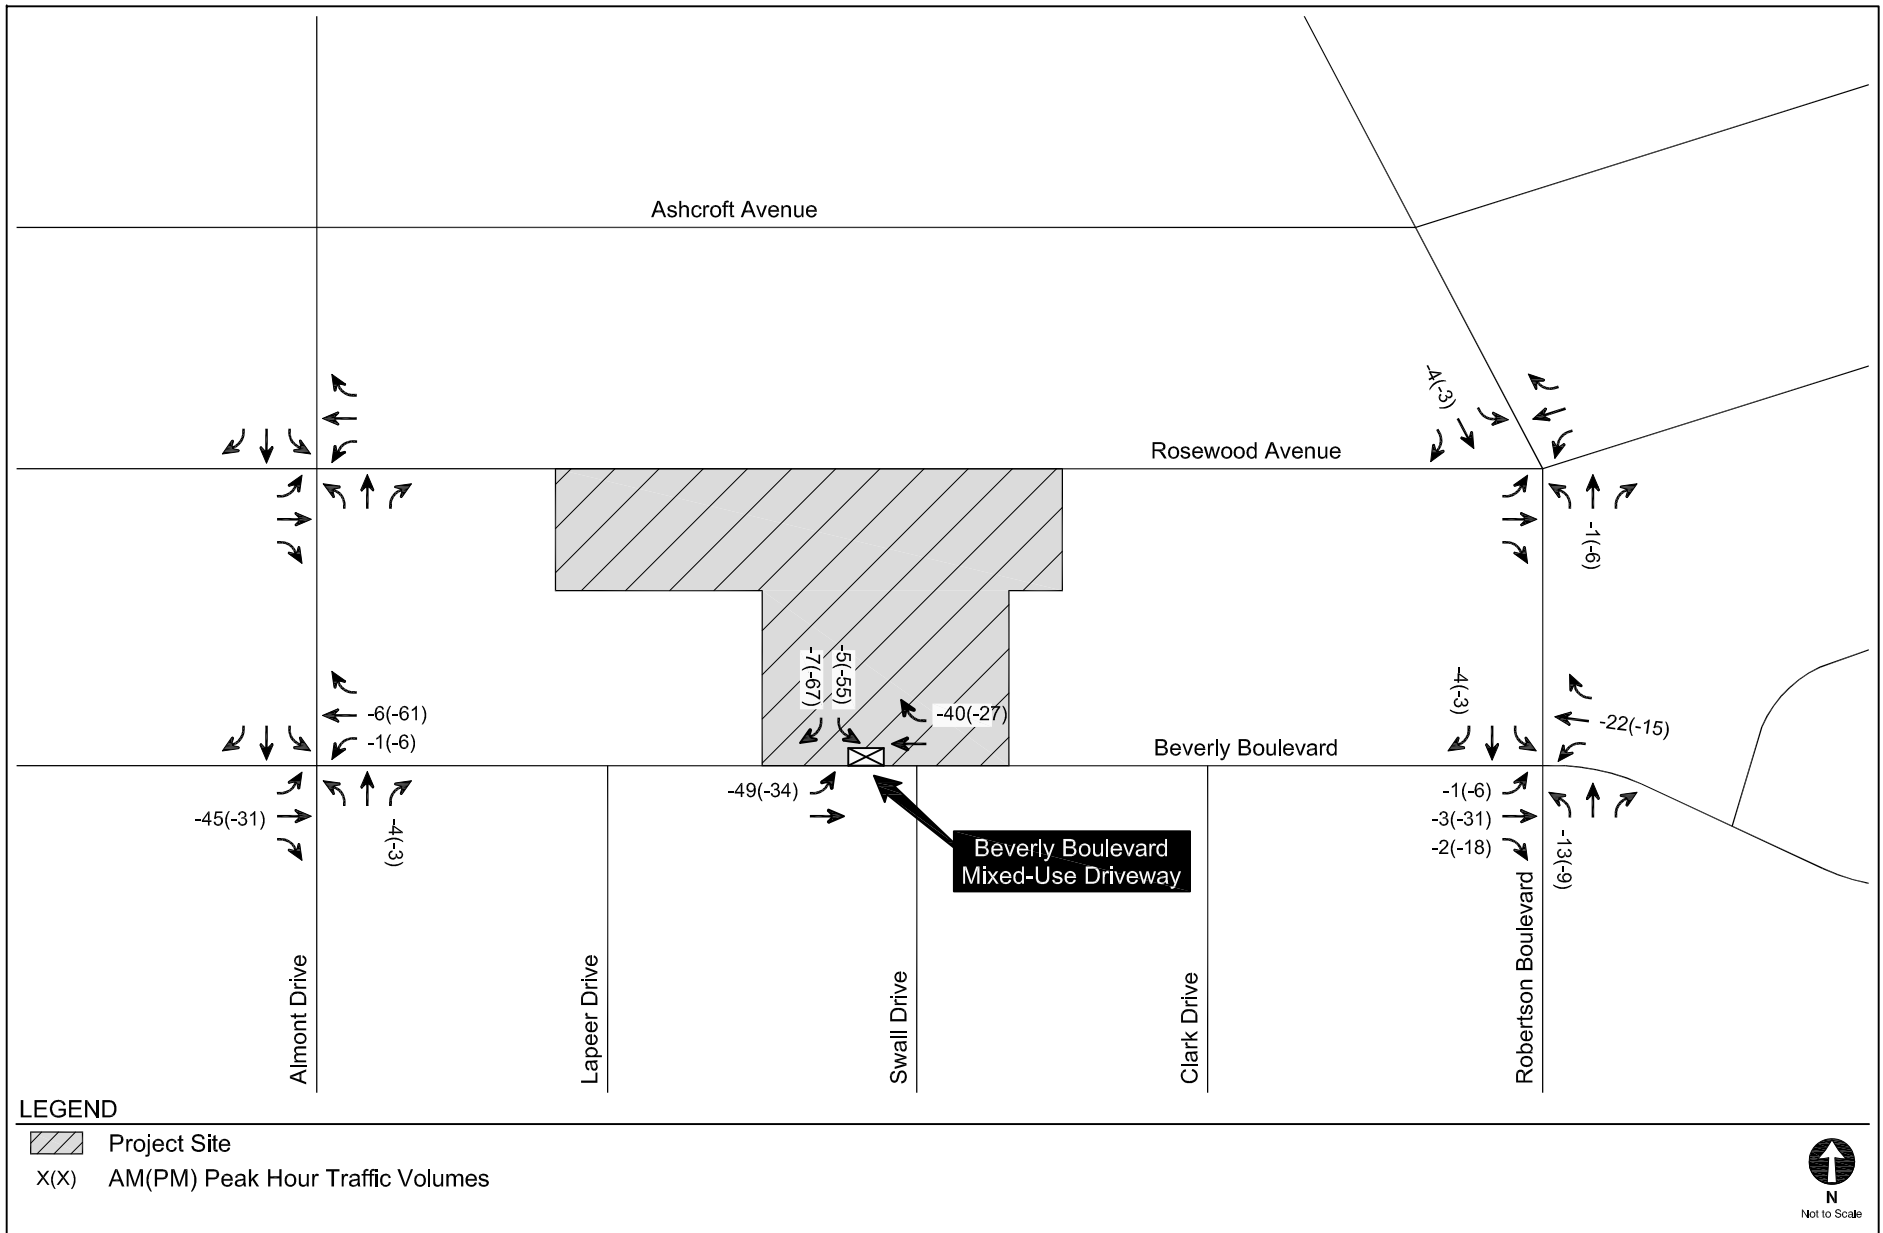 Ashcroft Avenue
-4(-3)
Rosewood Avenue
-1(-6)
-7(-67)
-5(-55)
-40(-27)
-6(-61)
-1(-6)
-4(-3)
-22(-15)
Beverly Boulevard
-49(-34)
-45(-31)
-4(-3)
-1(-6)
-3(-31)
-2(-18)
-13(-9)
Beverly Boulevard
Mixed-Use Driveway
Almont Drive
Lapeer Drive
Swall Drive
Clark Drive
Robertson Boulevard
LEGEND
Project Site
X(X) AM(PM) Peak Hour Traffic Volumes
N
Not to Scale